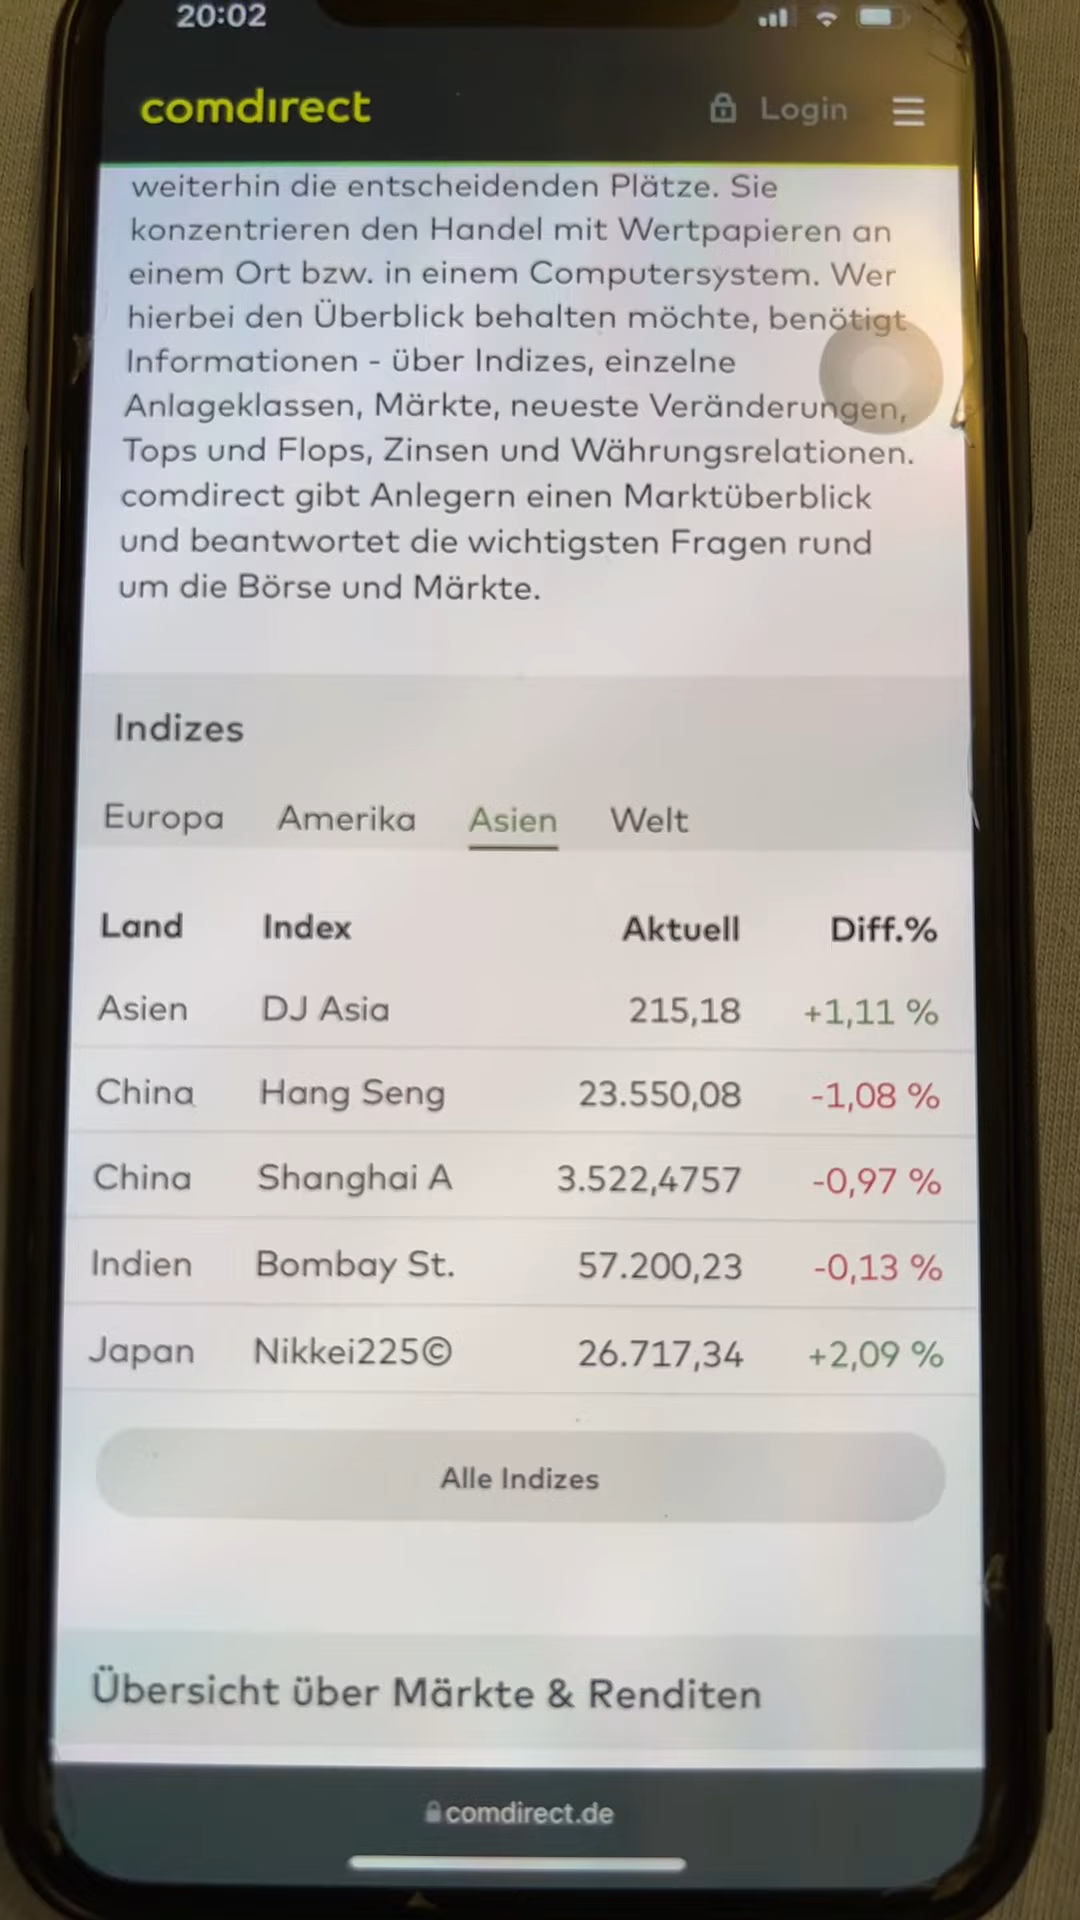 20:02
comdirect Login
weiterhin die entscheidenden Plätze. Sie
konzentrieren den Handel mit Wertpapieren an
einem Ort bzw. in einem Computersystem. Wer
hierbei den Überblick behalten möchte, benötigt
Informationen - über Indizes, einzelne
Anlageklassen, Märkte, neueste Veränderungen,
Tops und Flops, Zinsen und Währungsrelationen.
comdirect gibt Anlegern einen Marktüberblick
und beantwortet die wichtigsten Fragen rund
um die Börse und Märkte.
Indizes
Europa Amerika Asien Welt
Land Index Aktuell Diff.%
Asien DJ Asia 215,18 +1,11 %
China Hang Seng 23.550,08 -1,08 %
China Shanghai A 3.522,4757 -0,97 %
Indien Bombay St. 57.200,23 -0,13 %
Japan Nikkei225© 26.717,34 +2,09 %
Alle Indizes
Übersicht über Märkte & Renditen
comdirect.de